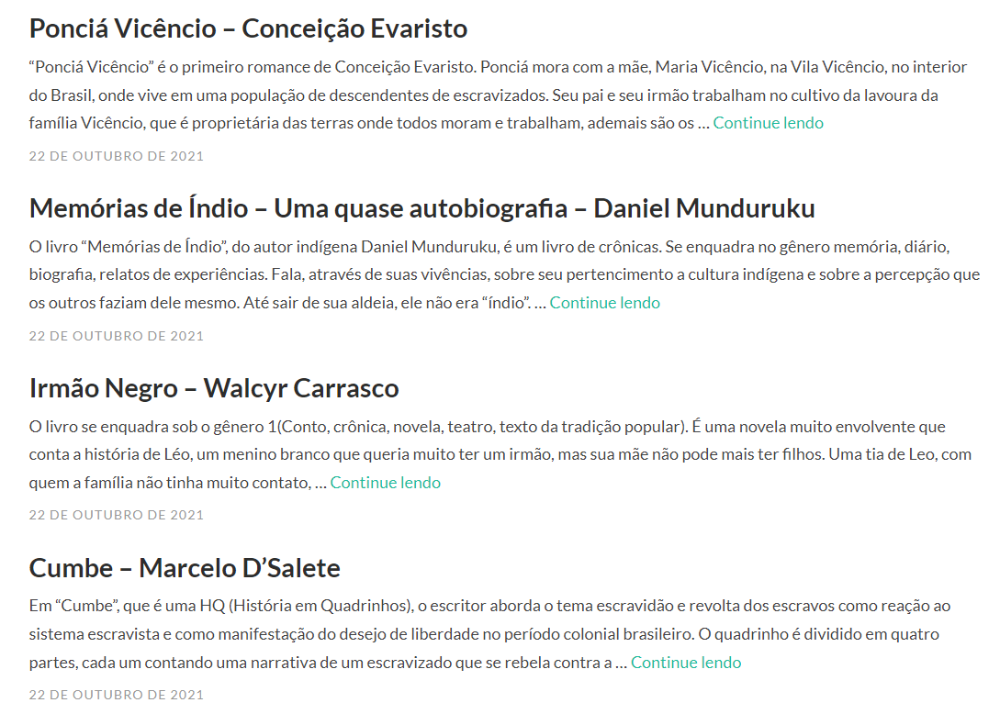 Ponciá Vicêncio – Conceição Evaristo
“Ponciá Vicêncio” é o primeiro romance de Conceição Evaristo. Ponciá mora com a mãe, Maria Vicêncio, na Vila Vicêncio, no interior
do Brasil, onde vive em uma população de descendentes de escravizados. Seu pai e seu irmão trabalham no cultivo da lavoura da
família Vicêncio, que é proprietária das terras onde todos moram e trabalham, ademais são os … Continue lendo
22 DE OUTUBRO DE 2021
Memórias de Índio – Uma quase autobiografia – Daniel Munduruku
O livro “Memórias de Índio”, do autor indígena Daniel Munduruku, é um livro de crônicas. Se enquadra no gênero memória, diário,
biografia, relatos de experiências. Fala, através de suas vivências, sobre seu pertencimento a cultura indígena e sobre a percepção que
os outros faziam dele mesmo. Até sair de sua aldeia, ele não era “índio”. … Continue lendo
22 DE OUTUBRO DE 2021
Irmão Negro – Walcyr Carrasco
O livro se enquadra sob o gênero 1(Conto, crônica, novela, teatro, texto da tradição popular). É uma novela muito envolvente que
conta a história de Léo, um menino branco que queria muito ter um irmão, mas sua mãe não pode mais ter filhos. Uma tia de Leo, com
quem a família não tinha muito contato, … Continue lendo
22 DE OUTUBRO DE 2021
Cumbe – Marcelo D’Salete
Em “Cumbe”, que é uma HQ (História em Quadrinhos), o escritor aborda o tema escravidão e revolta dos escravos como reação ao
sistema escravista e como manifestação do desejo de liberdade no período colonial brasileiro. O quadrinho é dividido em quatro
partes, cada um contando uma narrativa de um escravizado que se rebela contra a … Continue lendo
22 DE OUTUBRO DE 2021